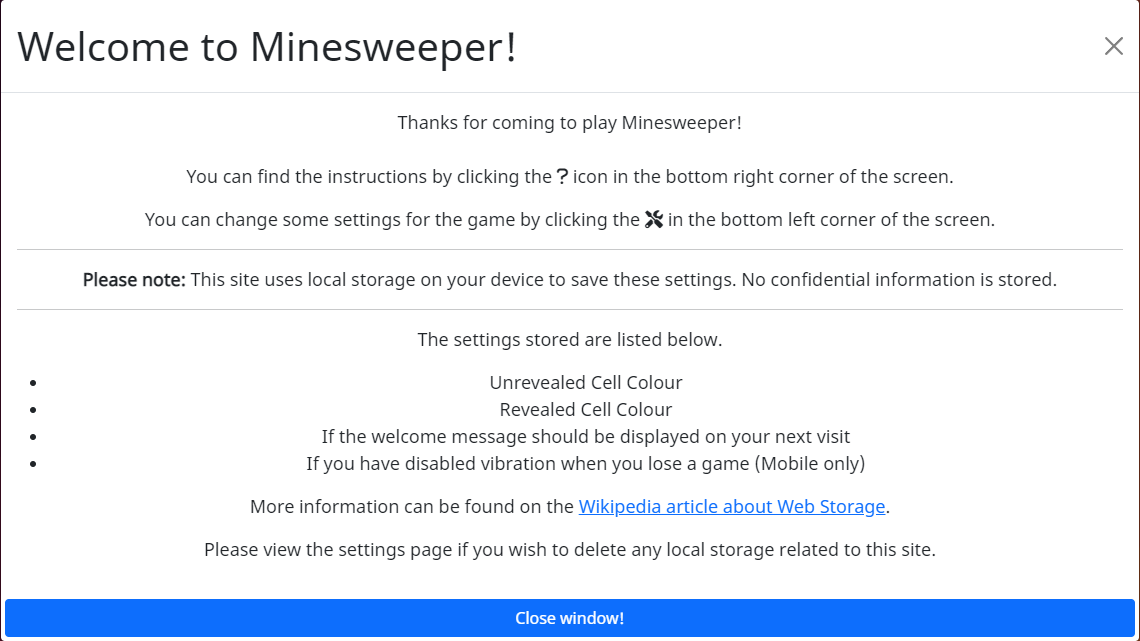 Welcome to Minesweeper!
Thanks for coming to play Minesweeper!
You can find the instructions by clicking the ? icon in the bottom right corner of the screen.
You can change some settings for the game by clicking the in the bottom left corner of the screen.
Please note: This site uses local storage on your device to save these settings. No confidential information is stored.
The settings stored are listed below.
• Unrevealed Cell Colour
• Revealed Cell Colour
• If the welcome message should be displayed on your next visit
• If you have disabled vibration when you lose a game (Mobile only)
More information can be found on the Wikipedia article about Web Storage.
Please view the settings page if you wish to delete any local storage related to this site.
Close window!